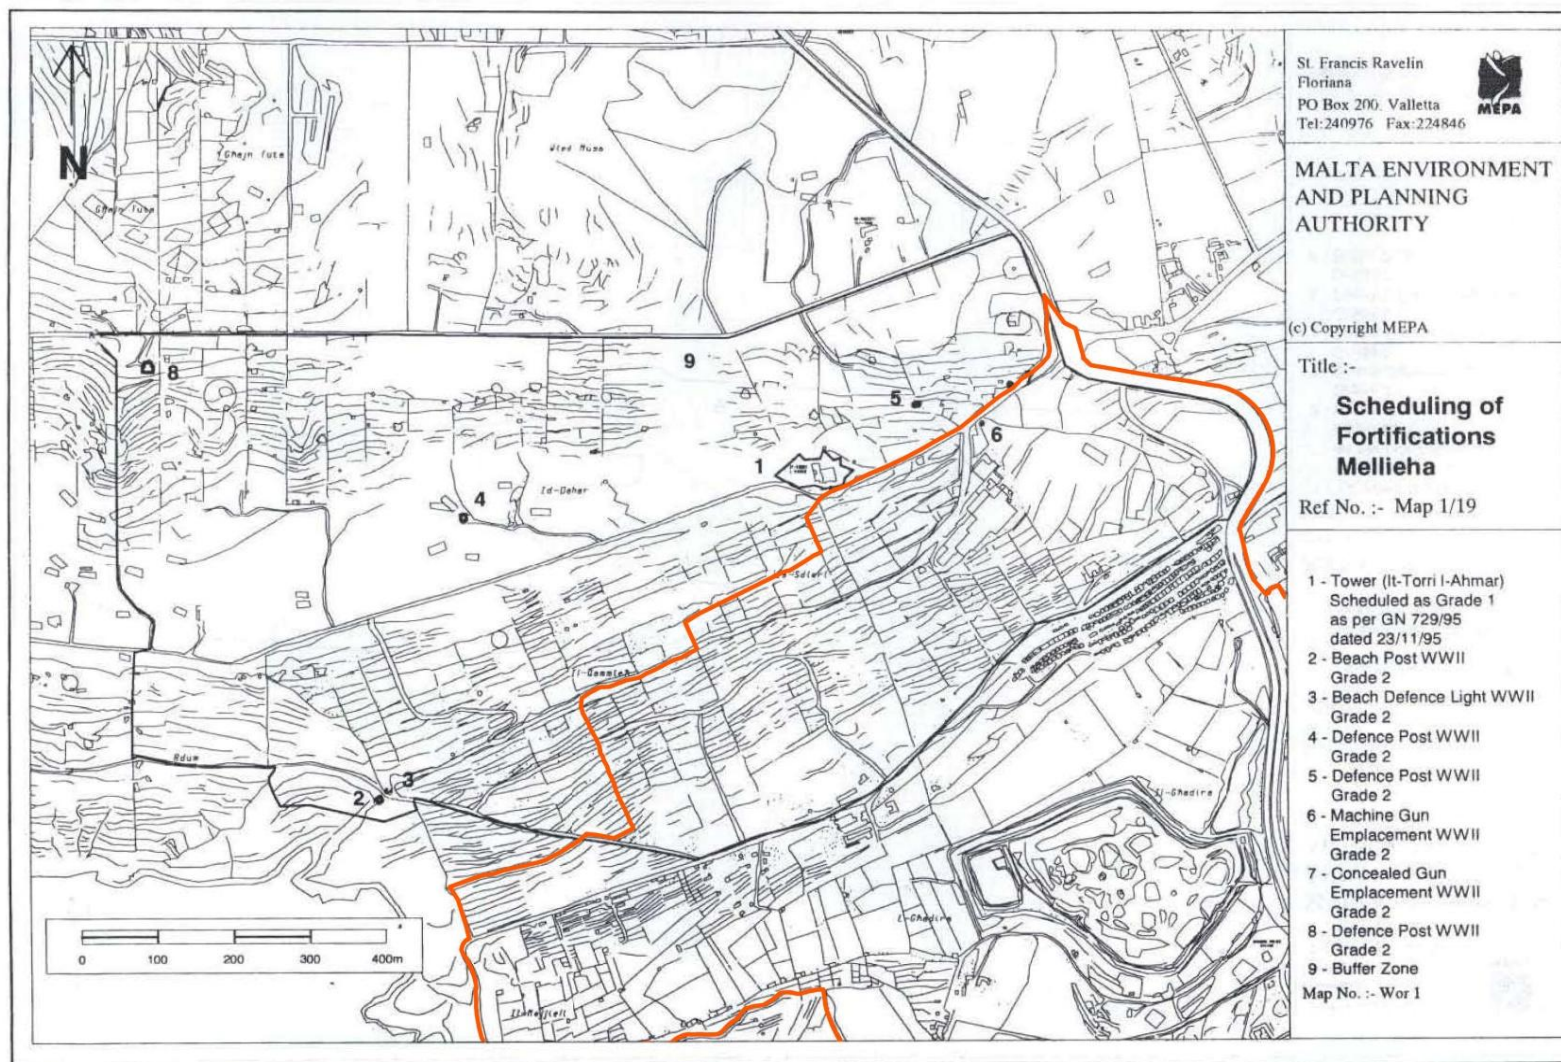 N
Ghajn Tuta
Ghajn Tuta
Wied Musa
9
8
5
6
1
4
Id-Daher
Rdum
3
2
Il-Ghadira
0 100 200 300 400m
St. Francis Ravelin
Floriana
PO Box 200, Valletta
Tel:240976 Fax:224846
MEPA
MALTA ENVIRONMENT
AND PLANNING
AUTHORITY
(c) Copyright MEPA
Title :-
Scheduling of
Fortifications
Mellieha
Ref No. :- Map 1/19
1 - Tower (It-Torri l-Ahmar)
Scheduled as Grade 1
as per GN 729/95
dated 23/11/95
2 - Beach Post WWII
Grade 2
3 - Beach Defence Light WWII
Grade 2
4 - Defence Post WWII
Grade 2
5 - Defence Post WWII
Grade 2
6 - Machine Gun
Emplacement WWII
Grade 2
7 - Concealed Gun
Emplacement WWII
Grade 2
8 - Defence Post WWII
Grade 2
9 - Buffer Zone
Map No. :- Wor 1